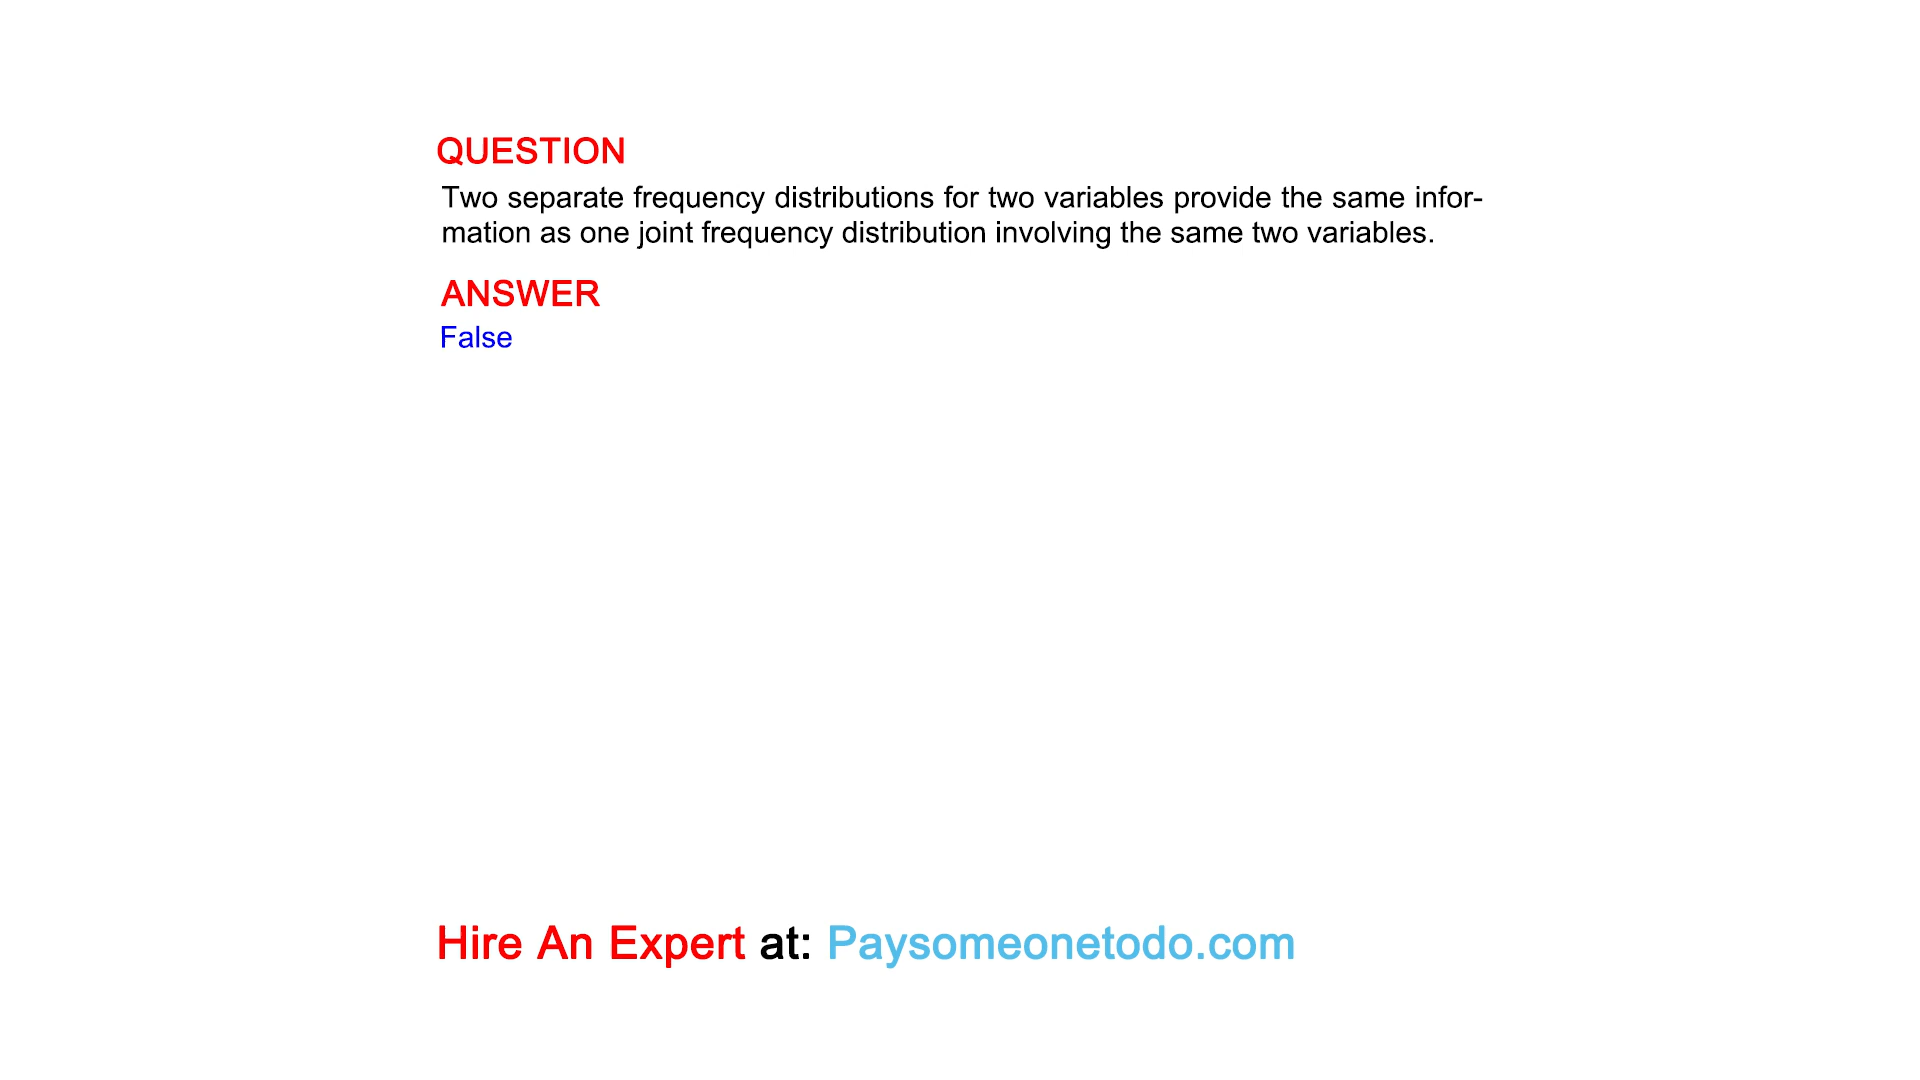 QUESTION
Two separate frequency distributions for two variables provide the same infor-
mation as one joint frequency distribution involving the same two variables.
ANSWER
False
Hire An Expert at: Paysomeonetodo.com